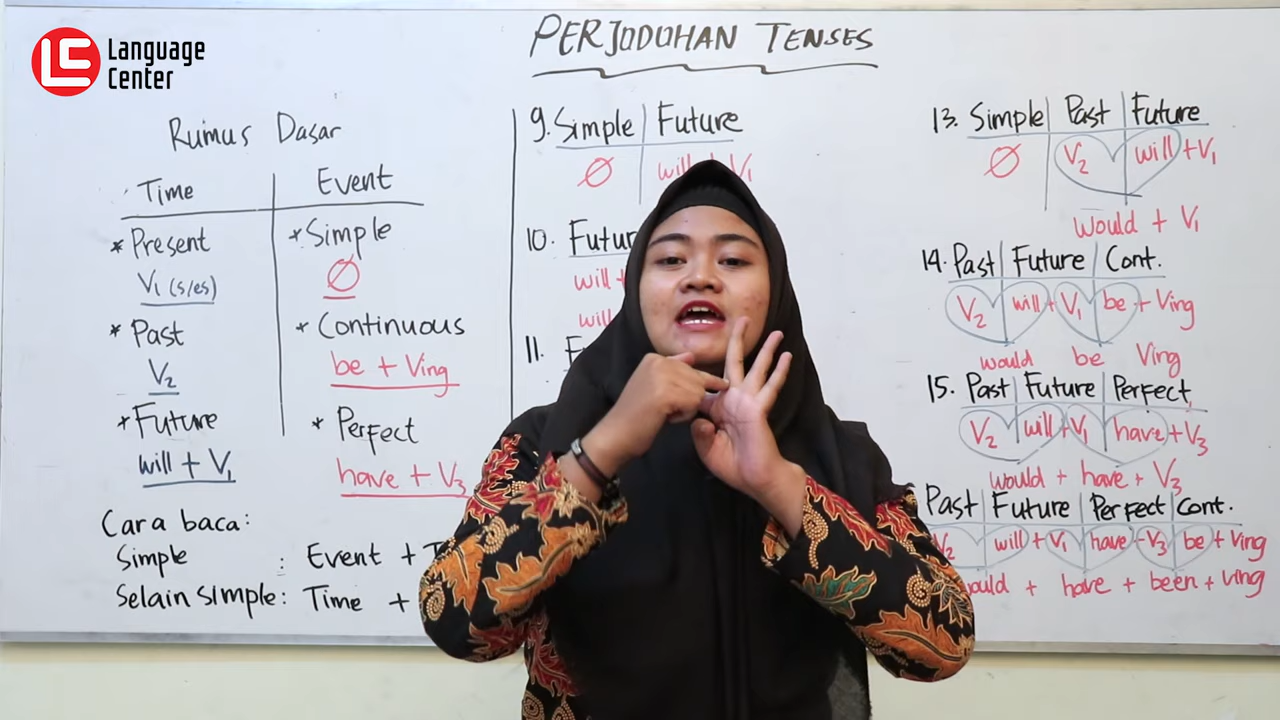 LC Language Center
PERJODOHAN TENSES
Rumus Dasar
Time Event
* Present * Simple
V1 (s/es) Ø
* Past * Continuous
V2 be + Ving
* Future * Perfect
will + V1 have + V3
Cara baca:
Simple : Event +
Selain simple: Time +
9. Simple Future
Ø will + V1
10.
will +
will
11.
13. Simple Past Future
Ø V2 will + V1
would + V1
14. Past Future Cont.
V2 will + V1 be + Ving
would be Ving
15. Past Future Perfect
V2 will + V1 have + V3
would + have + V3
Past Future Perfect Cont.
V2 will + V1 have + V3 be + Ving
+ have + been + Ving